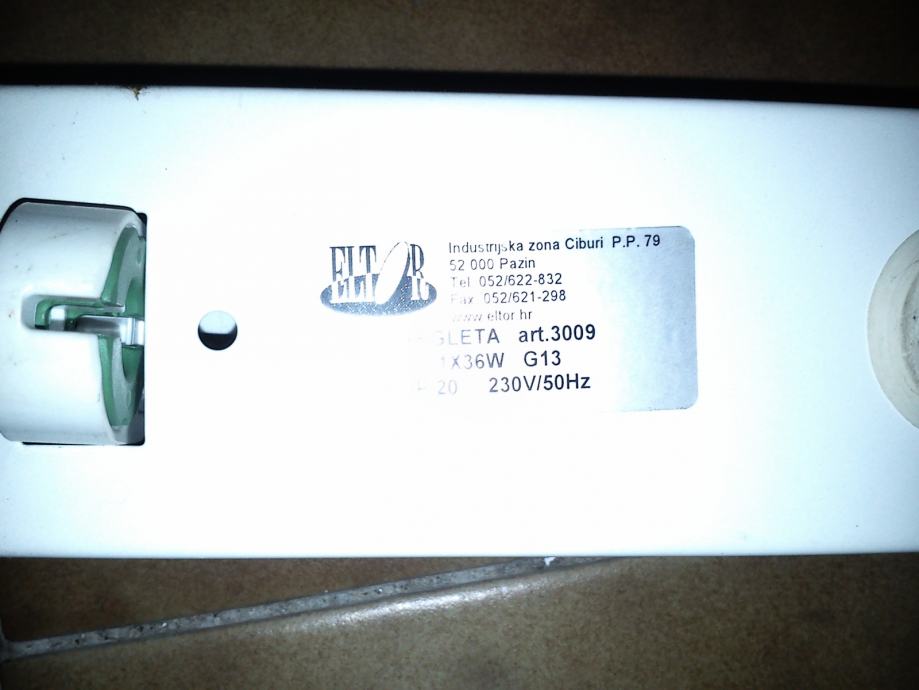 ELTOR
Industrijska zona Ciburi P.P. 79
52 000 Pazin
Tel. 052/622-832
Fax. 052/621-298
www.eltor.hr
art.3009
1X36W G13
20 230V/50Hz